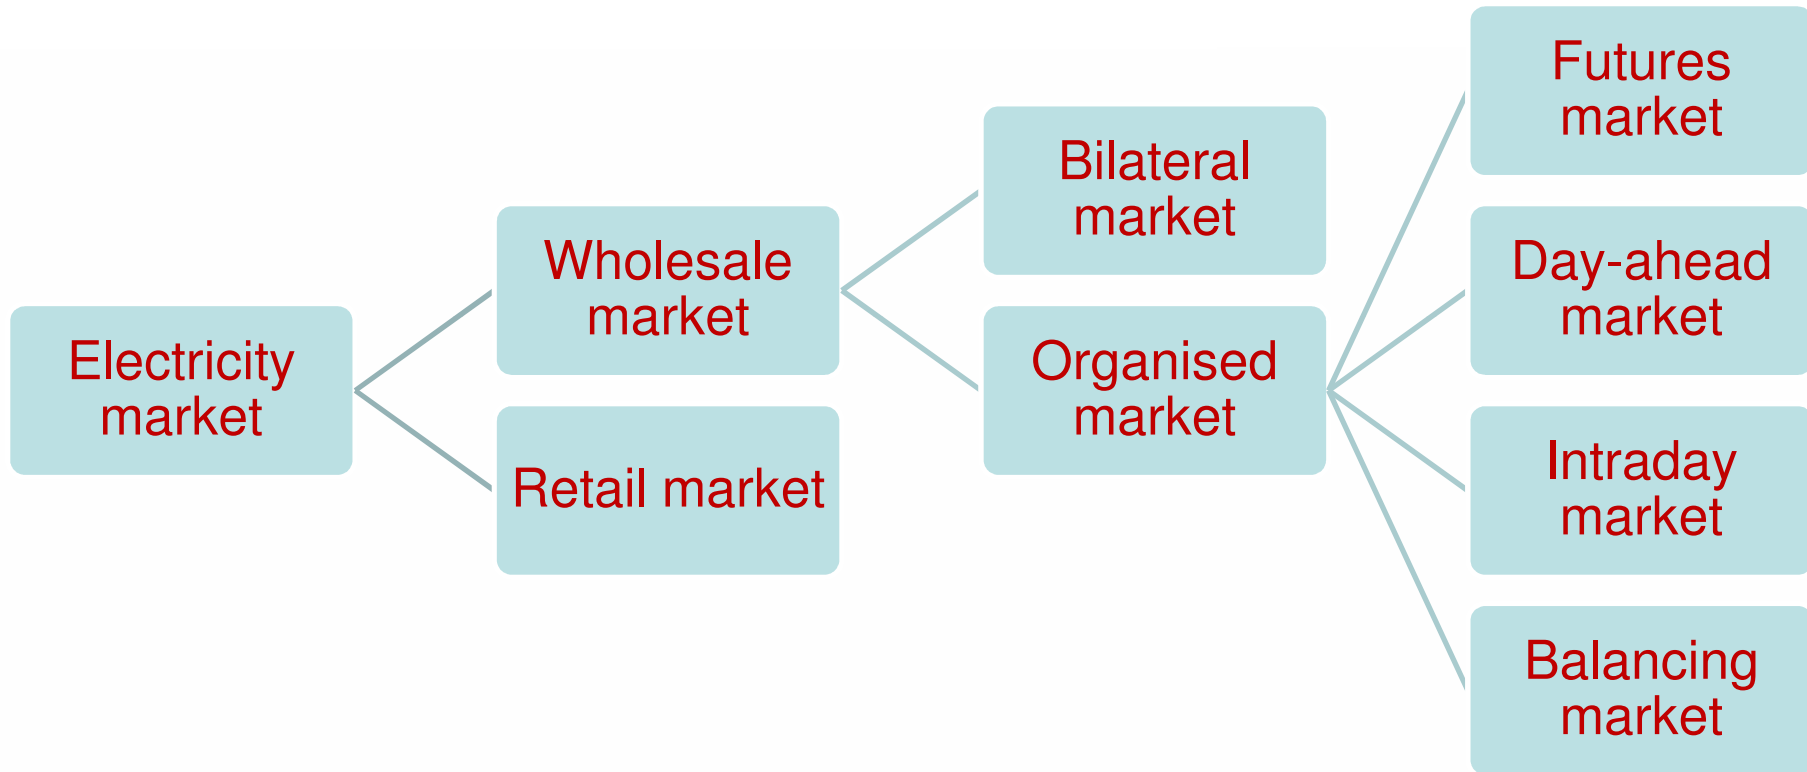 Electricity
market
Wholesale
market
Retail market
Bilateral
market
Organised
market
Futures
market
Day-ahead
market
Intraday
market
Balancing
market